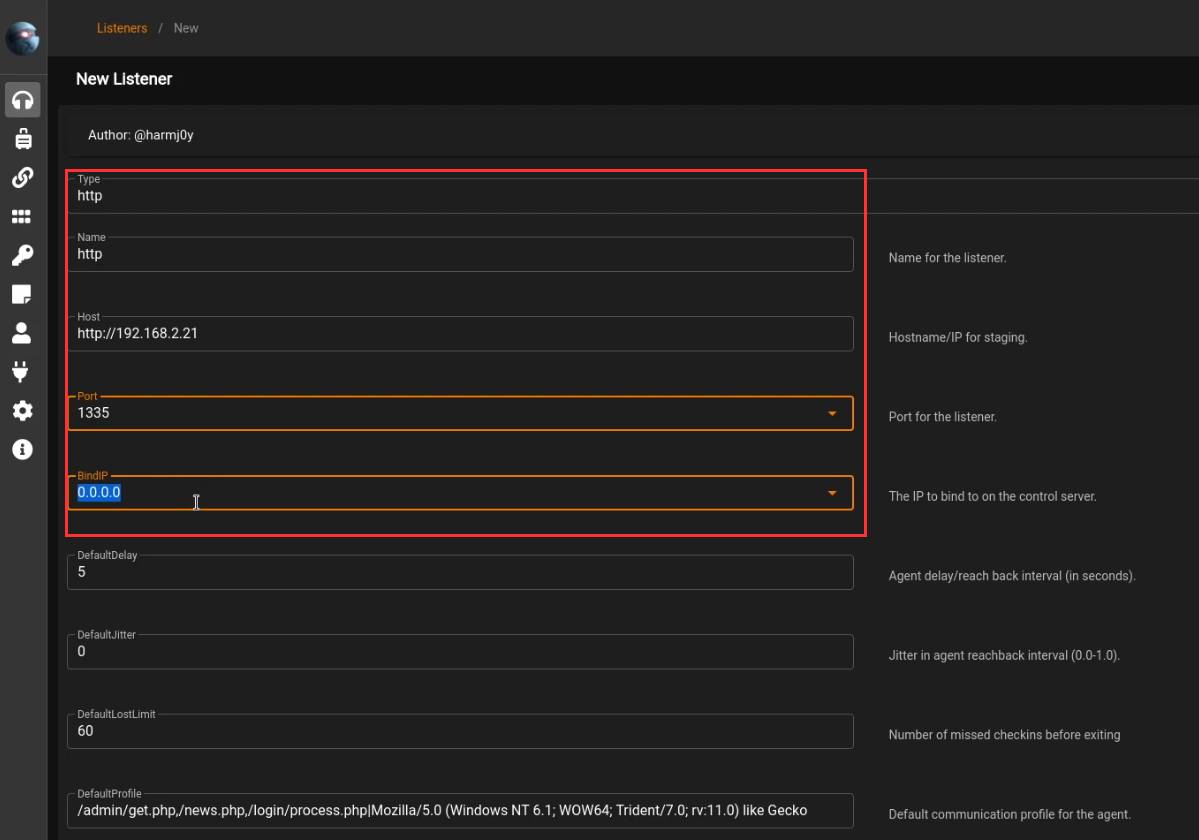 Listeners / New
New Listener
Author: @harmj0y
Type
http
Name
http
Name for the listener.
Host
http://192.168.2.21
Hostname/IP for staging.
Port
1335
Port for the listener.
BindIP
0.0.0.0
The IP to bind to on the control server.
DefaultDelay
5
Agent delay/reach back interval (in seconds).
DefaultJitter
0
Jitter in agent reachback interval (0.0-1.0).
DefaultLostLimit
60
Number of missed checkins before exiting
DefaultProfile
/admin/get.php,/news.php,/login/process.php|Mozilla/5.0 (Windows NT 6.1; WOW64; Trident/7.0; rv:11.0) like Gecko
Default communication profile for the agent.